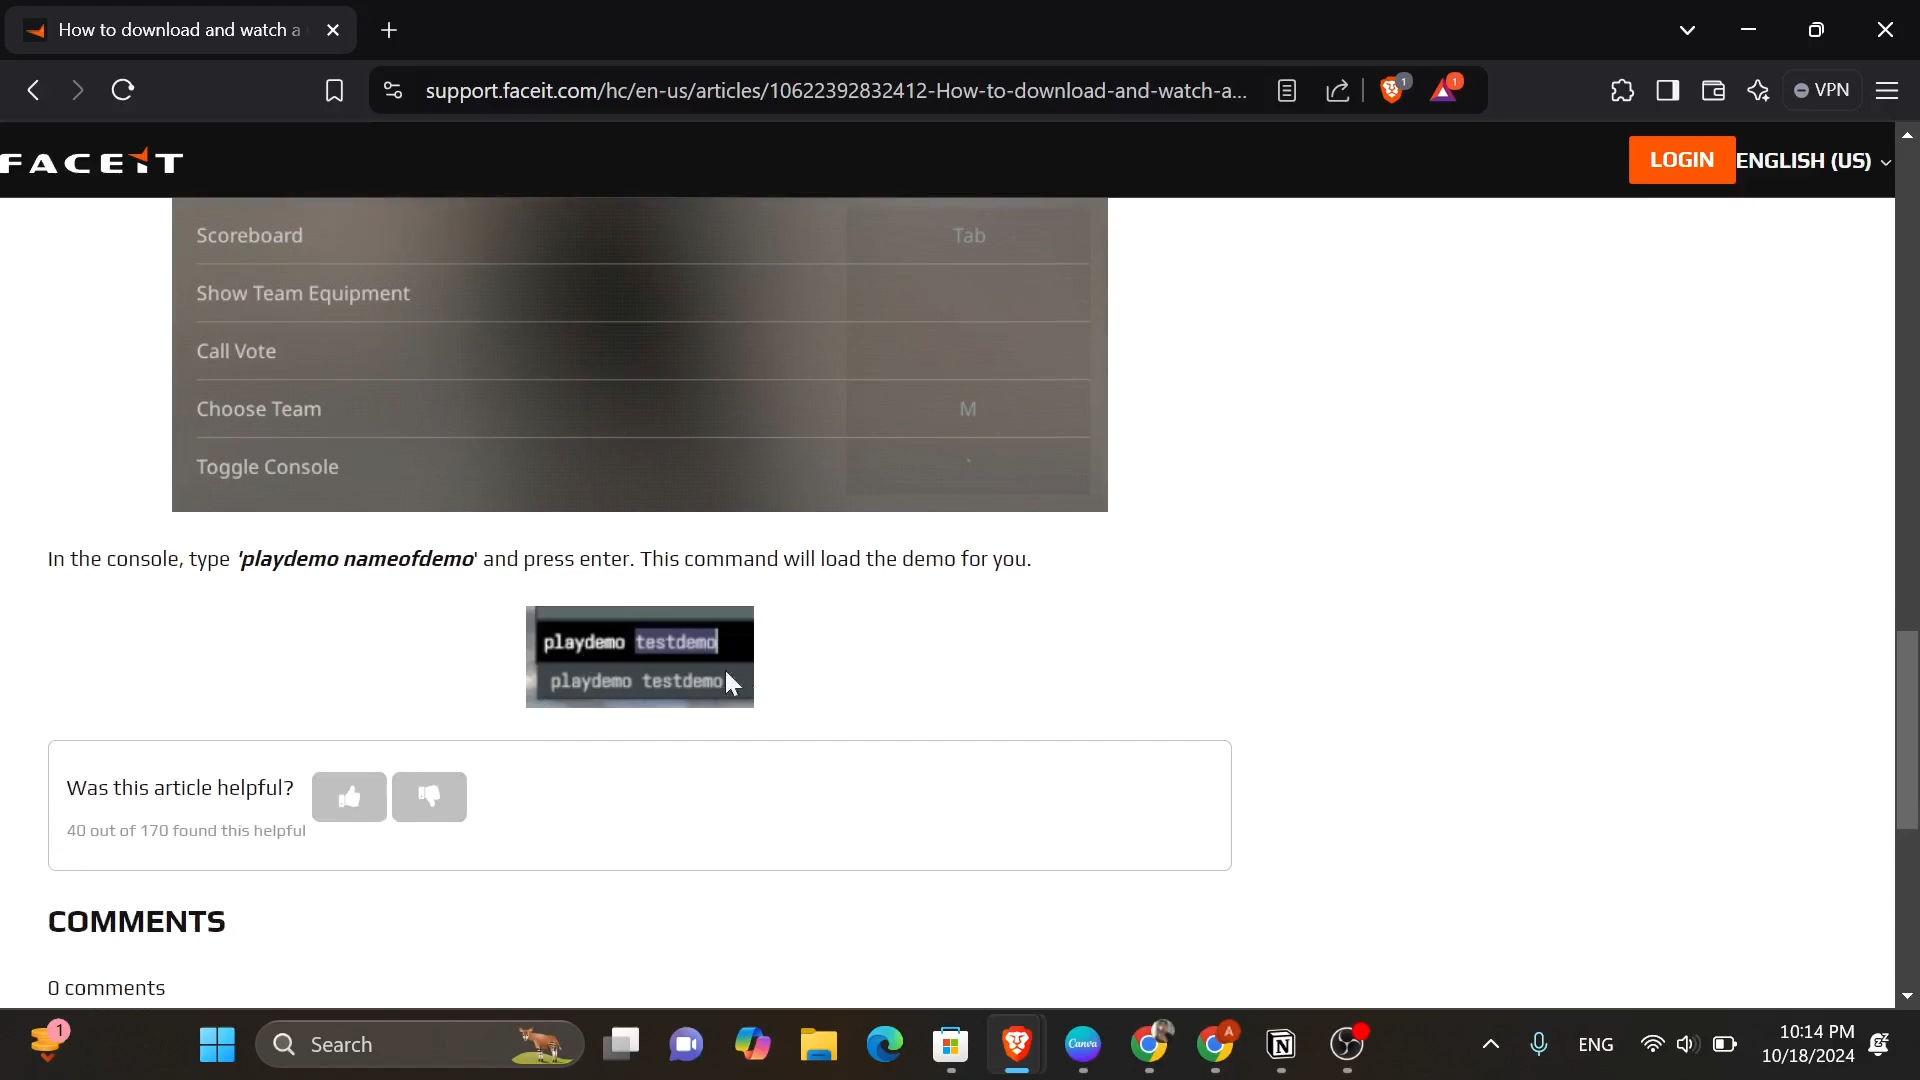 How to download and watch a
support.faceit.com/hc/en-us/articles/10622392832412-How-to-download-and-watch-a...
1
1
VPN
FACEIT
LOGIN
ENGLISH (US)
Scoreboard Tab
Show Team Equipment
Call Vote
Choose Team M
Toggle Console `
In the console, type 'playdemo nameofdemo' and press enter. This command will load the demo for you.
playdemo testdemo
playdemo testdemo
Was this article helpful?
40 out of 170 found this helpful
COMMENTS
0 comments
1
Search
Canva
A
ENG
10:14 PM
10/18/2024